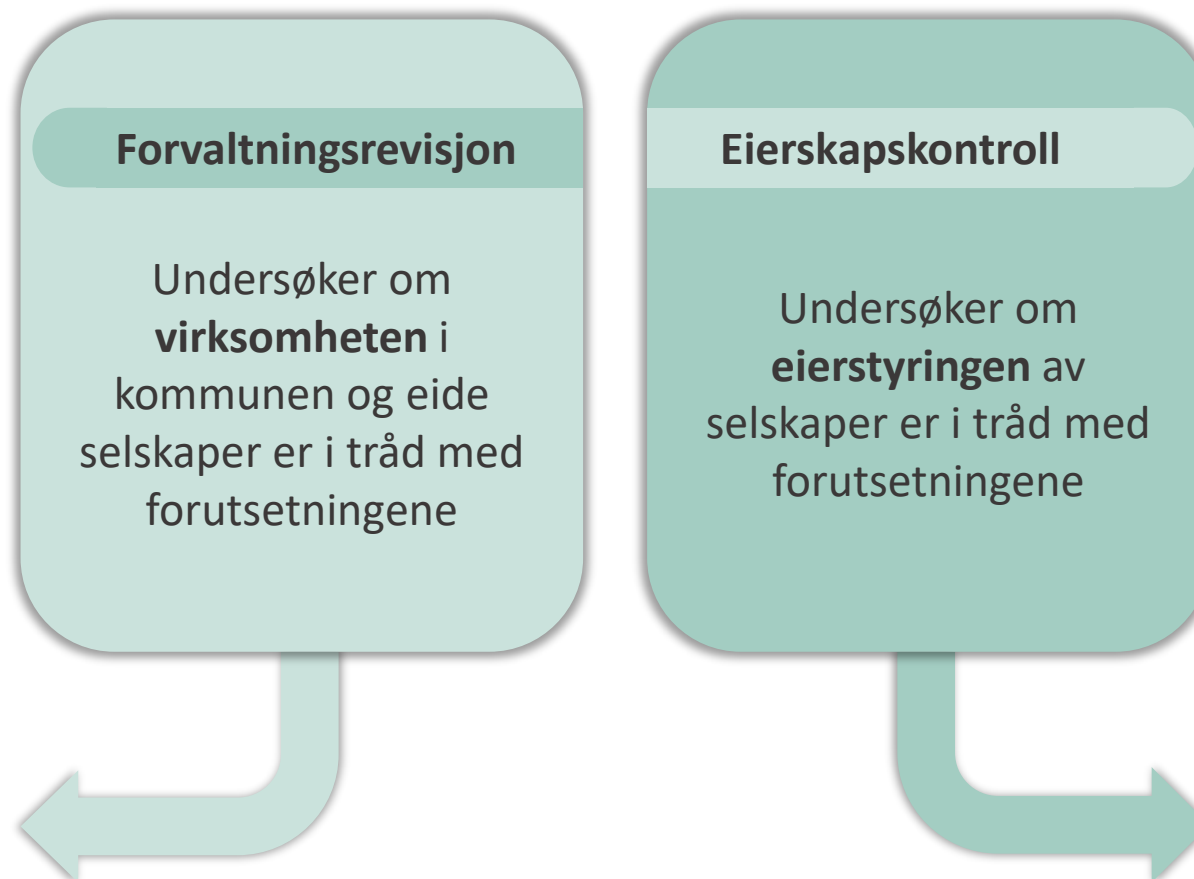 Forvaltningsrevisjon
Undersøker om
virksomheten i
kommunen og eide
selskaper er i tråd med
forutsetningene
Eierskapskontroll
Undersøker om
eierstyringen av
selskaper er i tråd med
forutsetningene